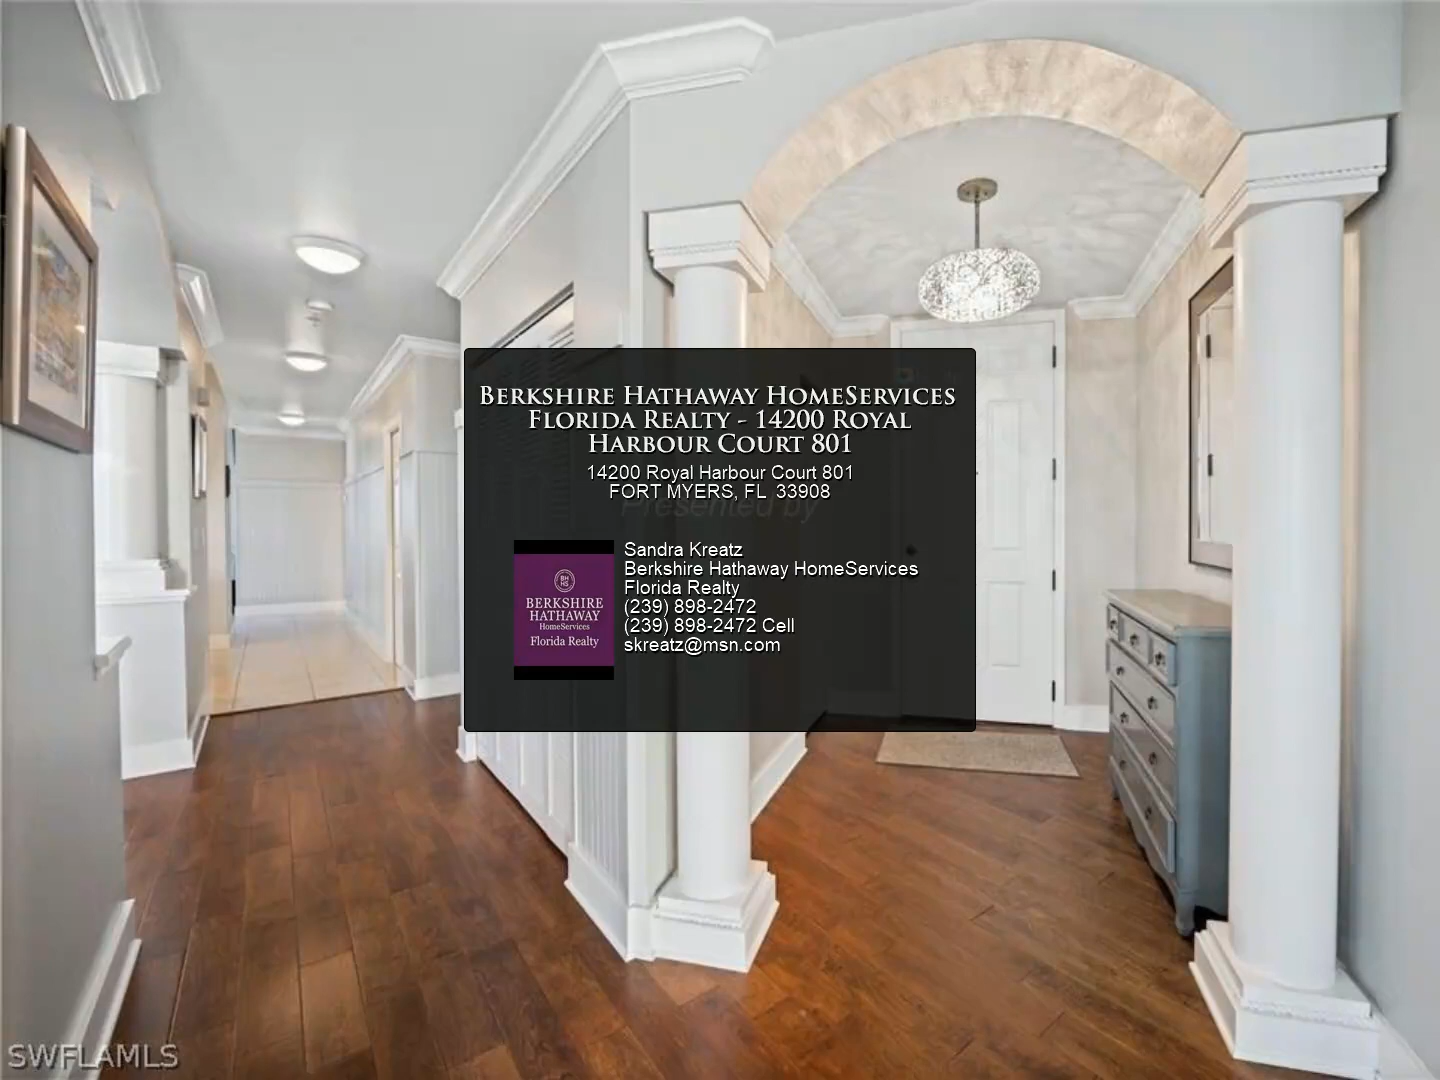 Berkshire Hathaway HomeServices
Florida Realty - 14200 Royal
Harbour Court 801
14200 Royal Harbour Court 801
FORT MYERS, FL  33908
Presented by
Sandra Kreatz
Berkshire Hathaway HomeServices
Florida Realty
(239) 898-2472
(239) 898-2472 Cell
skreatz@msn.com
BH
HS
BERKSHIRE
HATHAWAY
HomeServices
Florida Realty
SWFLAMLS